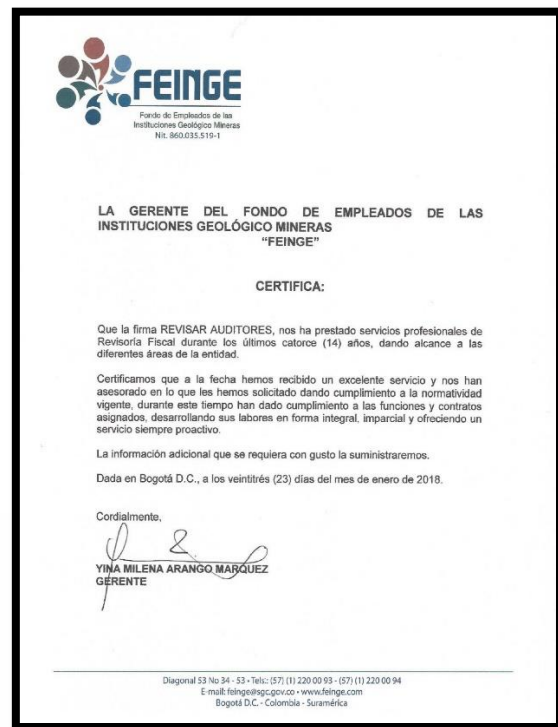 FEINGE
Fondo de Empleados de las
Instituciones Geológico Mineras
Nit. 860.035.519-1
LA GERENTE DEL FONDO DE EMPLEADOS DE LAS
INSTITUCIONES GEOLÓGICO MINERAS
"FEINGE"
CERTIFICA:
Que la firma REVISAR AUDITORES, nos ha prestado servicios profesionales de
Revisoría Fiscal durante los últimos catorce (14) años, dando alcance a las
diferentes áreas de la entidad.
Certificamos que a la fecha hemos recibido un excelente servicio y nos han
asesorado en lo que les hemos solicitado dando cumplimiento a la normatividad
vigente, durante este tiempo han dado cumplimiento a las funciones y contratos
asignados, desarrollando sus labores en forma integral, imparcial y ofreciendo un
servicio siempre proactivo.
La información adicional que se requiera con gusto la suministraremos.
Dada en Bogotá D.C., a los veintitrés (23) días del mes de enero de 2018.
Cordialmente,
YINA MILENA ARANGO MARQUEZ
GERENTE
Diagonal 53 No 34 - 53 • Tels: (57) (1) 220 00 93 - (57) (1) 220 00 94
E-mail: feinge@sgc.gov.co • www.feinge.com
Bogotá D.C. - Colombia - Suramérica